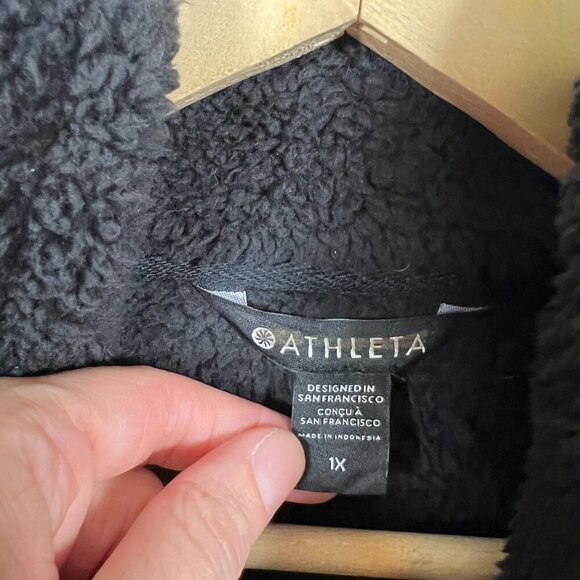 ATHLETA
DESIGNED IN
SAN FRANCISCO
CONÇU À
SAN FRANCISCO
MADE IN INDONESIA
1X